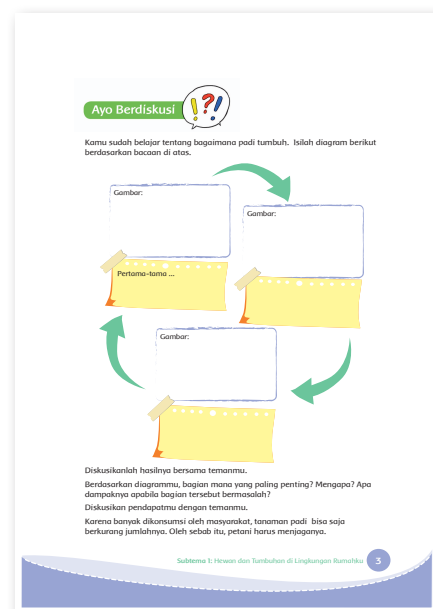 Ayo Berdiskusi
Kamu sudah belajar tentang bagaimana padi tumbuh. Isilah diagram berikut
berdasarkan bacaan di atas.
Gambar:
Gambar:
Pertama-tama ...
Gambar:
Diskusikanlah hasilnya bersama temanmu.
Berdasarkan diagrammu, bagian mana yang paling penting? Mengapa? Apa
dampaknya apabila bagian tersebut bermasalah?
Diskusikan pendapatmu dengan temanmu.
Karena banyak dikonsumsi oleh masyarakat, tanaman padi bisa saja
berkurang jumlahnya. Oleh sebab itu, petani harus menjaganya.
Subtema 1: Hewan dan Tumbuhan di Lingkungan Rumahku 3